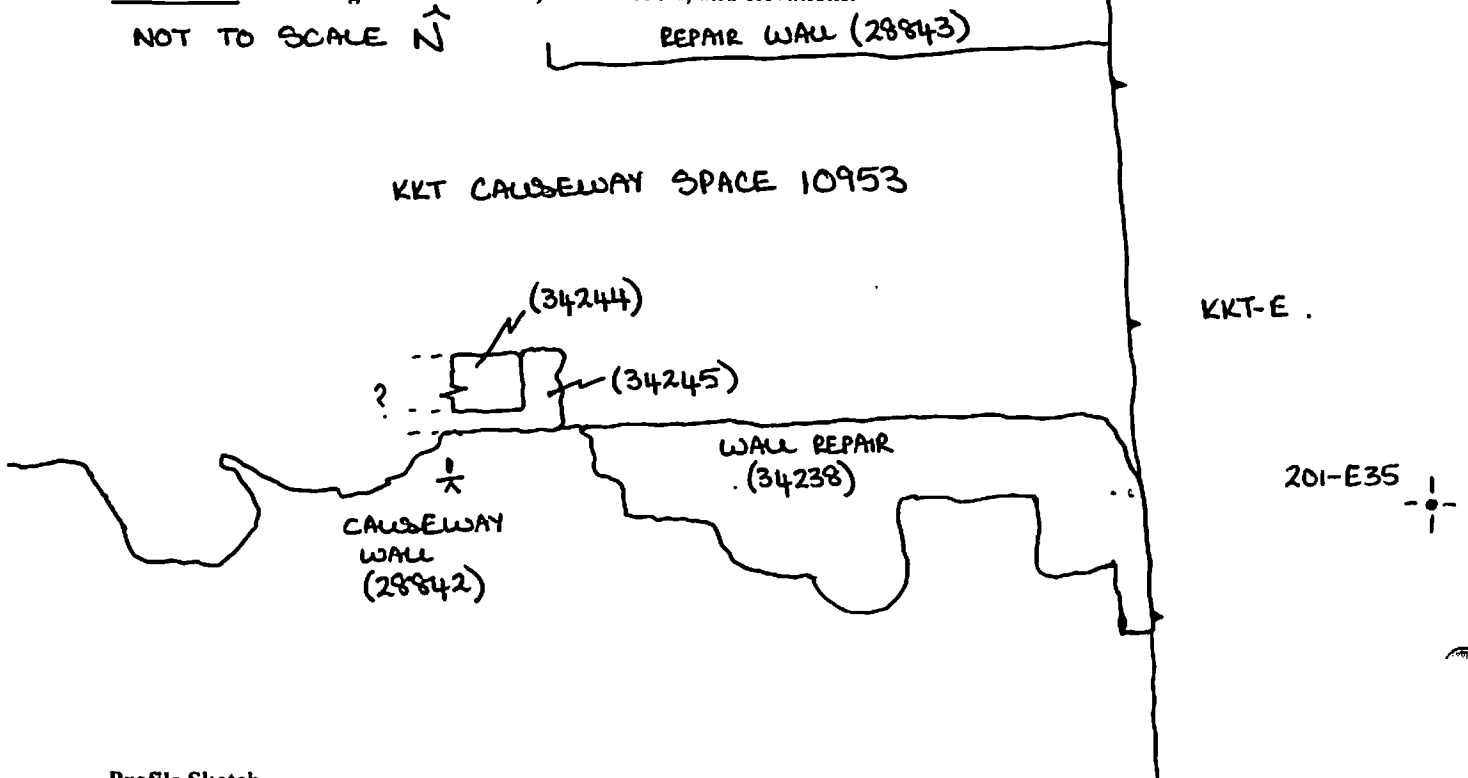 NOT TO SCALE N
REPAIR WALL (28843)
KKT CAUSEWAY SPACE 10953
(34244)
KKT-E.
?
(34245)
WALL REPAIR
(34238)
201-E35
CAUSEWAY
WALL
(28842)
Profile Sketch